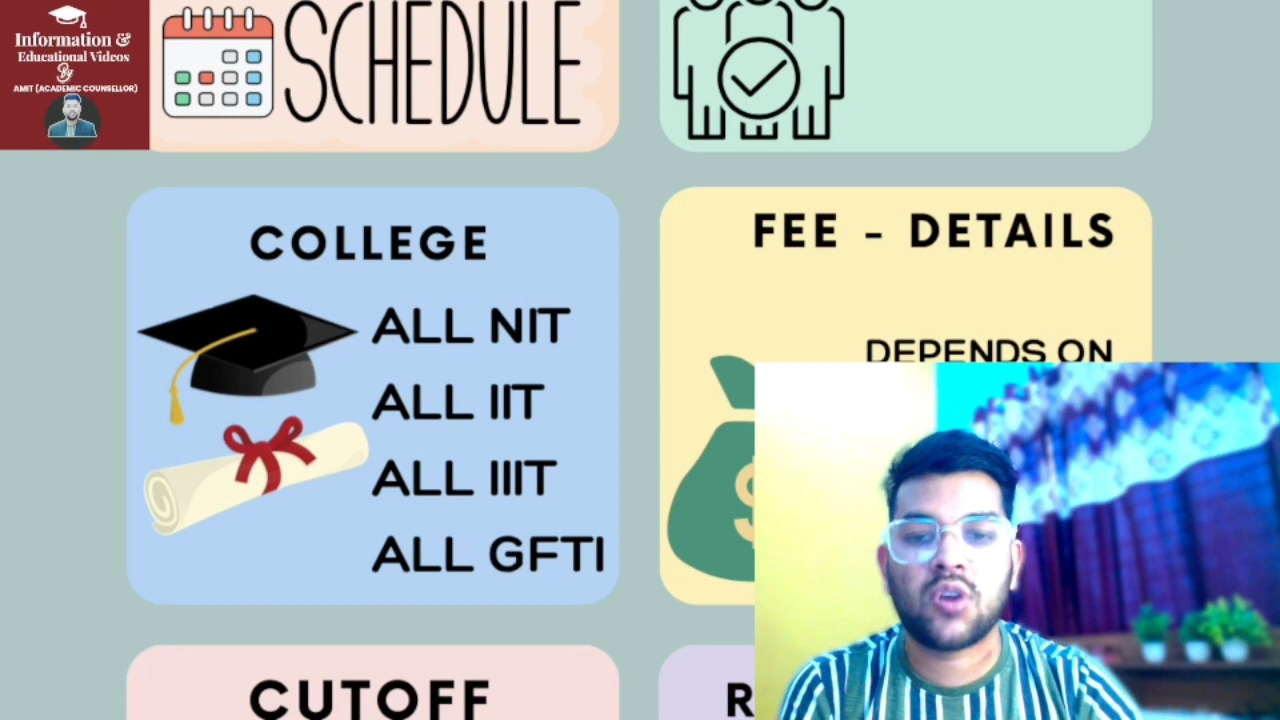 Information &
Educational Videos
By
AMIT (ACADEMIC COUNSELLOR)
SCHEDULE
COLLEGE
ALL NIT
ALL IIT
ALL IIIT
ALL GFTI
FEE - DETAILS
DEPENDS ON
$
CUTOFF
R